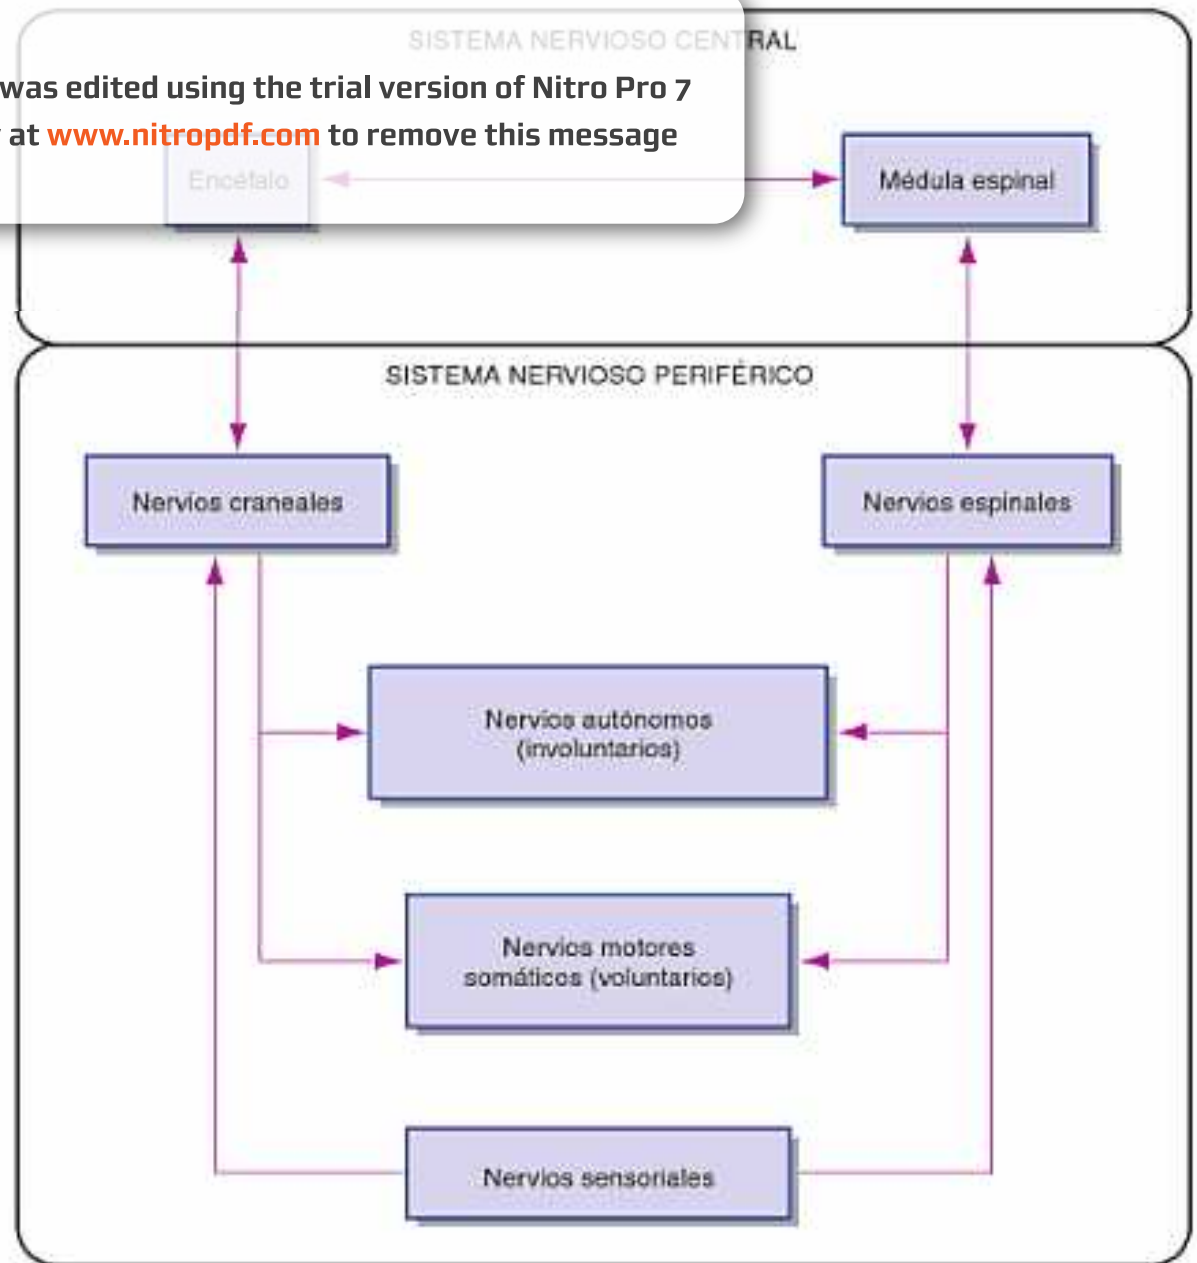 SISTEMA NERVIOSO CENTRAL
was edited using the trial version of Nitro Pro 7
at www.nitropdf.com to remove this message
Encéfalo
Médula espinal
SISTEMA NERVIOSO PERIFÉRICO
Nervios craneales
Nervios espinales
Nervios autónomos
(involuntarios)
Nervios motores
somáticos (voluntarios)
Nervios sensoriales